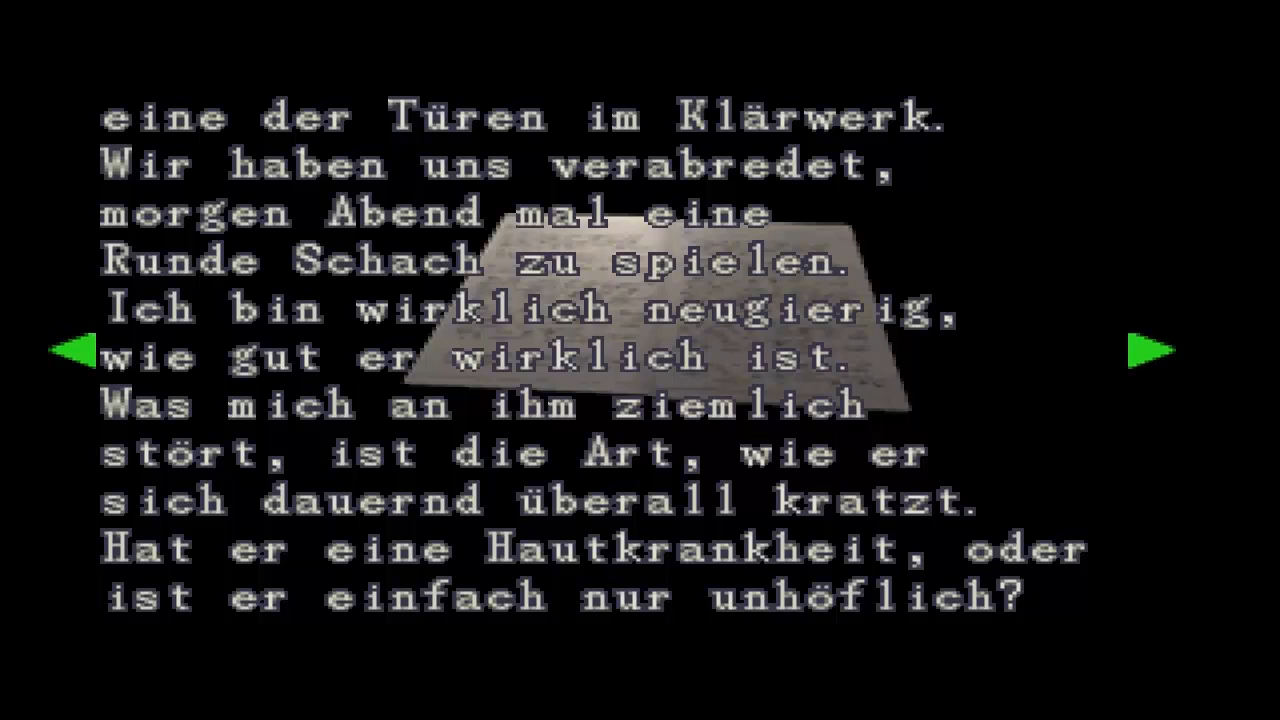 eine der Türen im Klärwerk.
Wir haben uns verabredet,
morgen Abend mal eine
Runde Schach zu spielen.
Ich bin wirklich neugierig,
wie gut er wirklich ist.
Was mich an ihm ziemlich
stört, ist die Art, wie er
sich dauernd überall kratzt.
Hat er eine Hautkrankheit, oder
ist er einfach nur unhöflich?